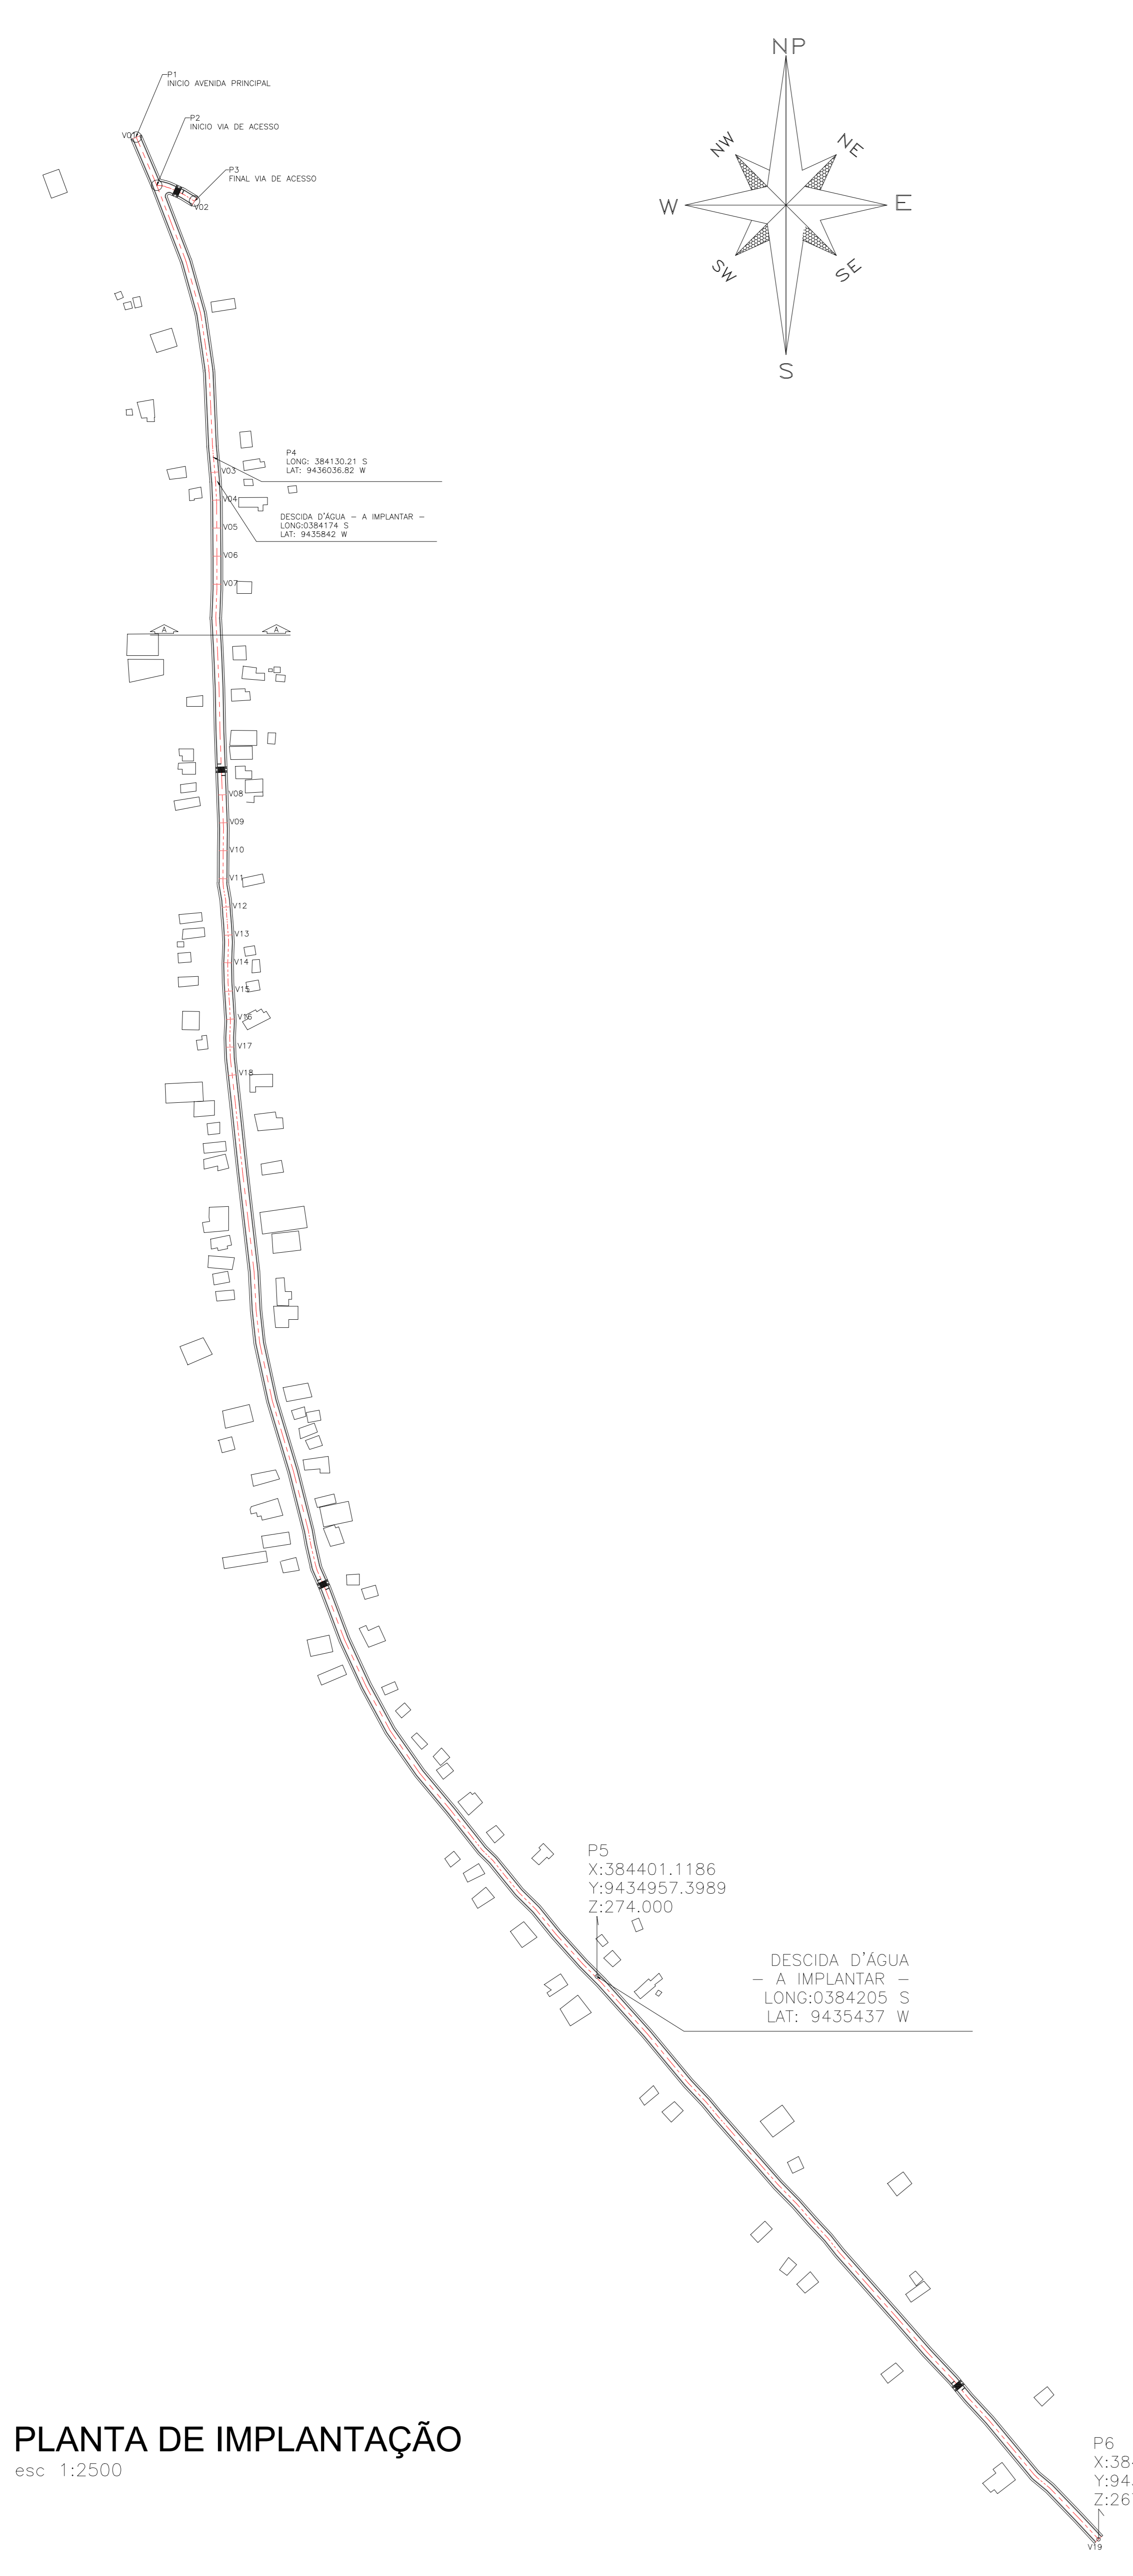 NP
P1
INICIO AVENIDA PRINCIPAL
P2
INICIO VIA DE ACESSO
V01
NW
NE
P3
FINAL VIA DE ACESSO
W
E
V02
SW
SE
S
P4
LONG: 384130.21 S
LAT: 9436036.82 W
V03
V04
DESCIDA D'ÁGUA - A IMPLANTAR -
LONG:0384174 S
LAT: 9435842 W
V05
V06
V07
A
A
V08
V09
V10
V11
V12
V13
V14
V15
V16
V17
V18
P5
X:384401.1186
Y:9434957.3989
Z:274.000
DESCIDA D'ÁGUA
- A IMPLANTAR -
LONG:0384205 S
LAT: 9435437 W
PLANTA DE IMPLANTAÇÃO
esc 1:2500
P6
X:38
Y:94
Z:26
V19